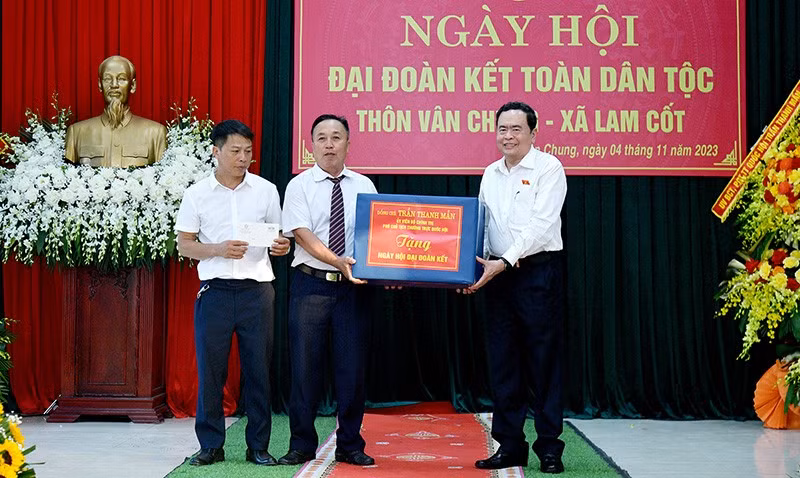 NGÀY HỘI
ĐẠI ĐOÀN KẾT TOÀN DÂN TỘC
THÔN VÂN CH - XÃ LAM CỐT
Chung, ngày 04 tháng 11 năm 2023
ĐỒNG CHÍ: TRẦN THANH MẪN
ỦY VIÊN BỘ CHÍNH TRỊ
PHÓ CHỦ TỊCH THƯỜNG TRỰC QUỐC HỘI
Tặng
NGÀY HỘI ĐẠI ĐOÀN KẾT